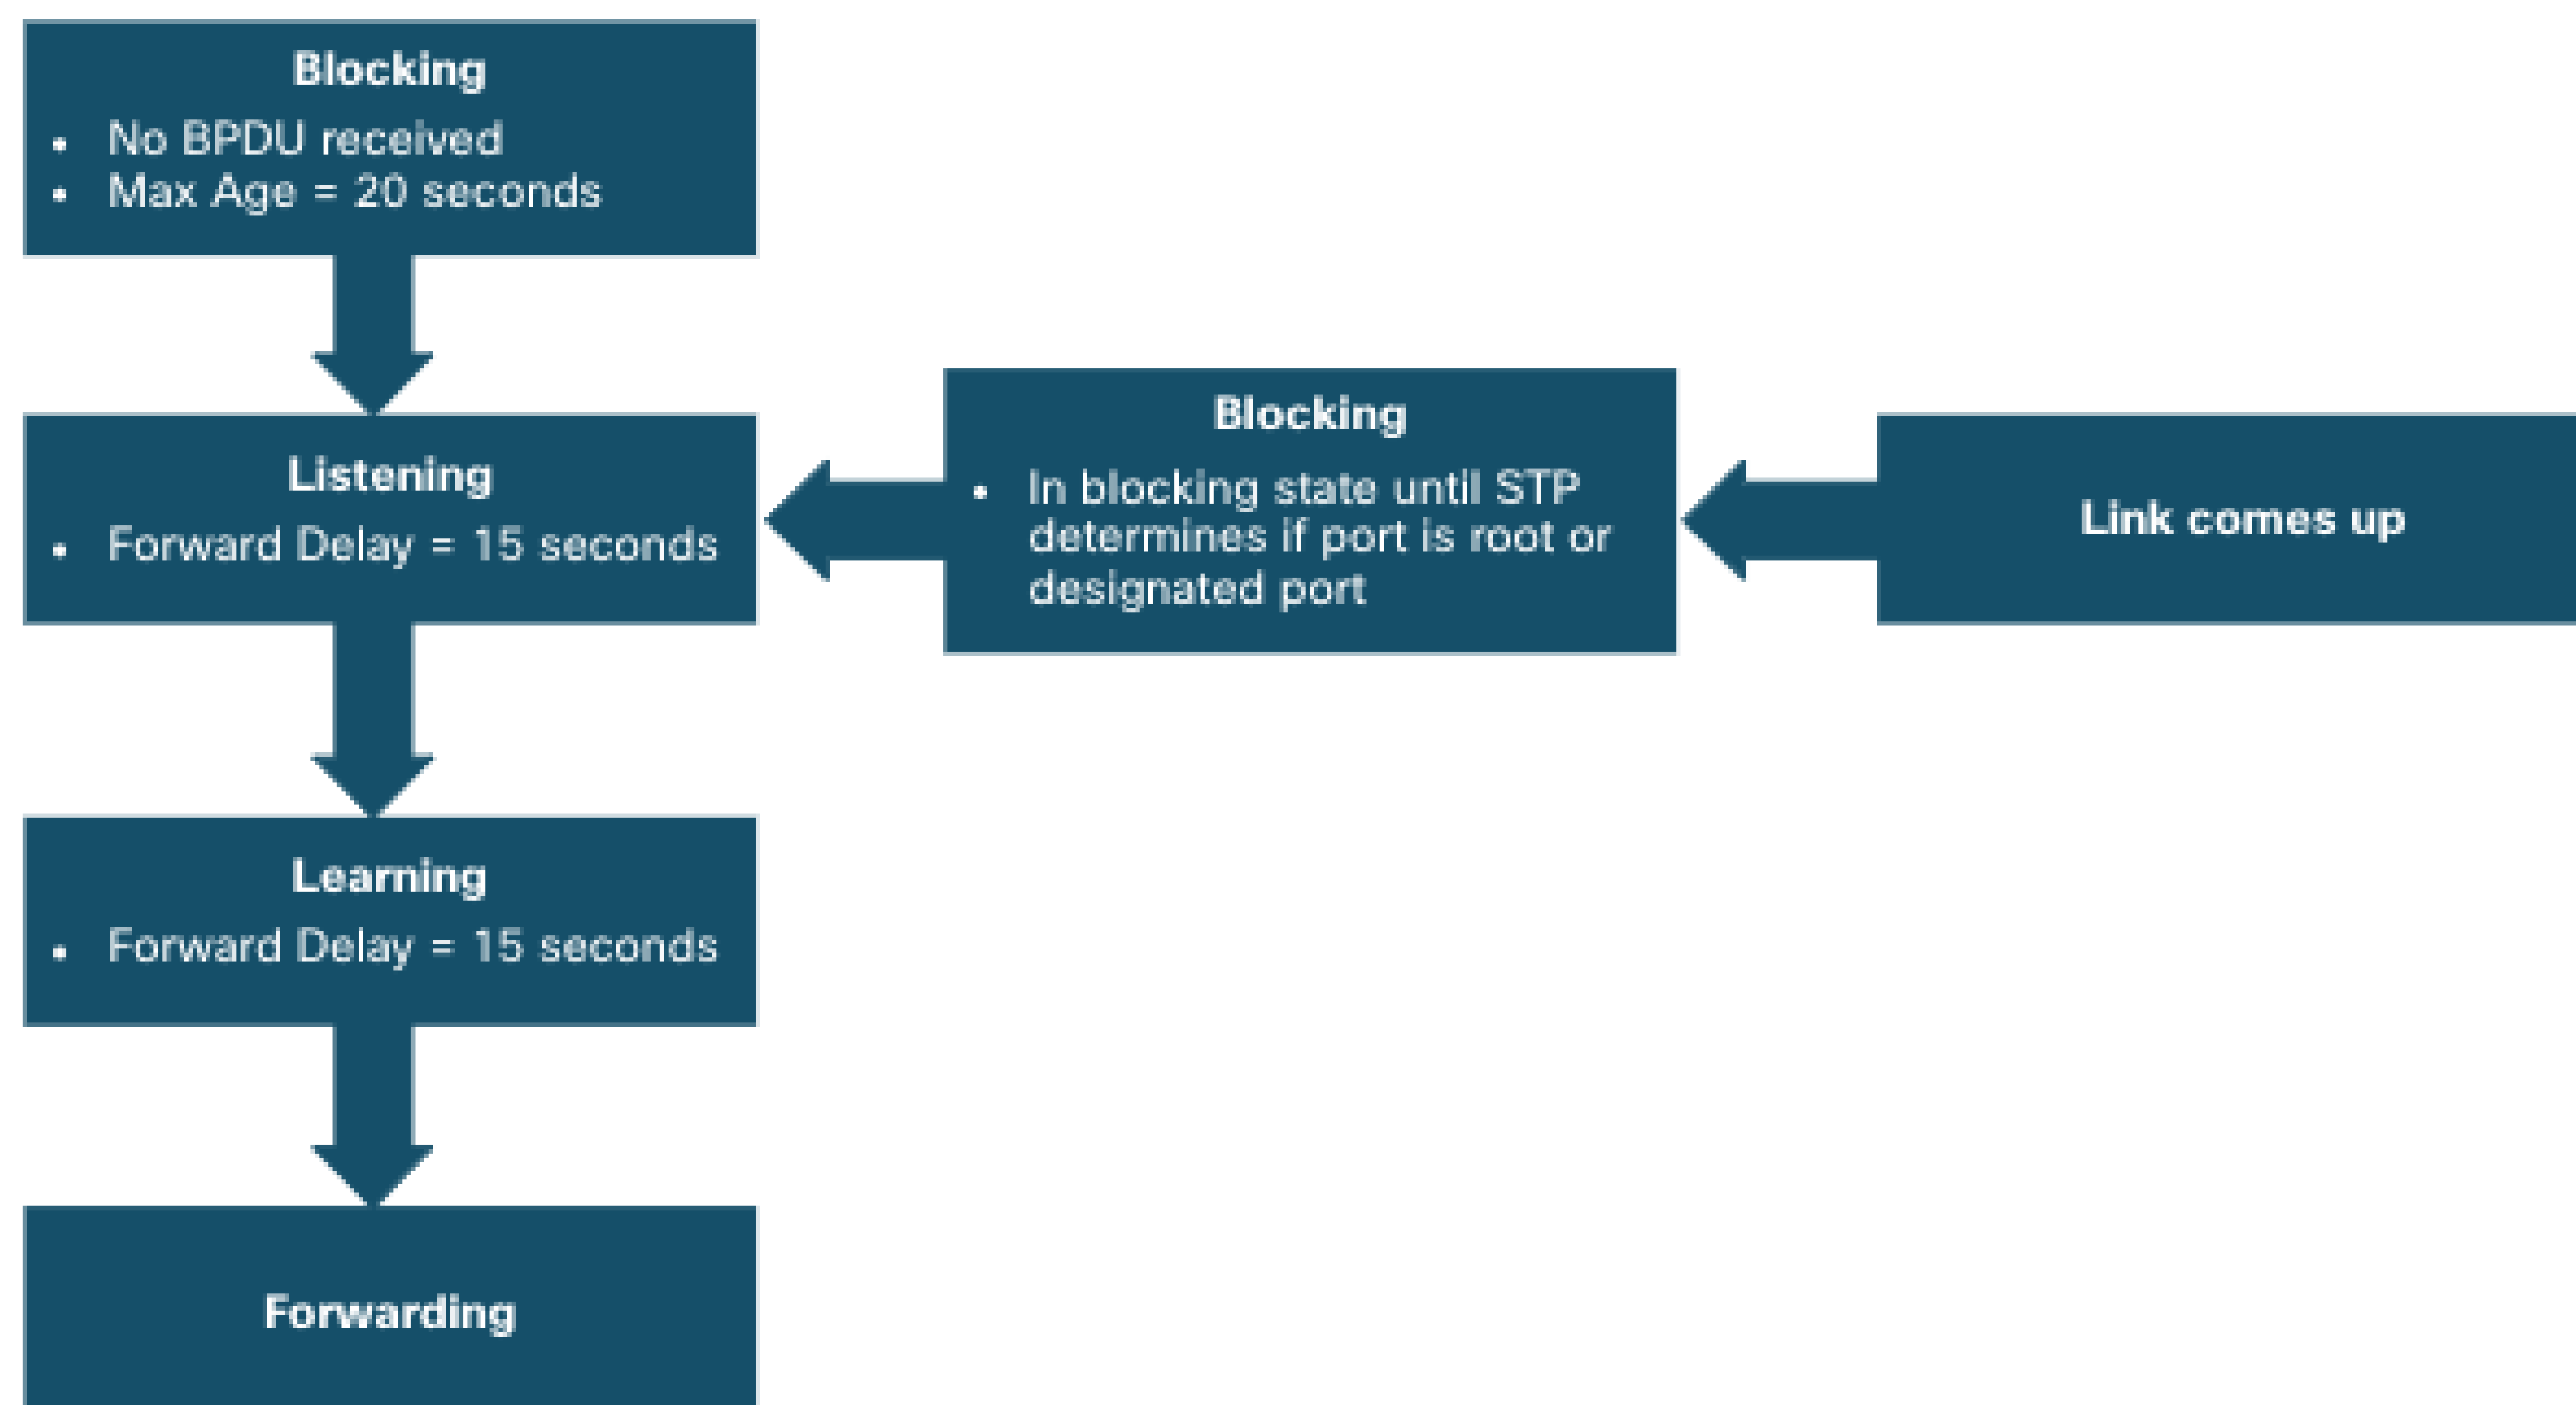 Blocking
• No BPDU received
• Max Age = 20 seconds
Listening
• Forward Delay = 15 seconds
Blocking
• In blocking state until STP
determines if port is root or
designated port
Link comes up
Learning
• Forward Delay = 15 seconds
Forwarding